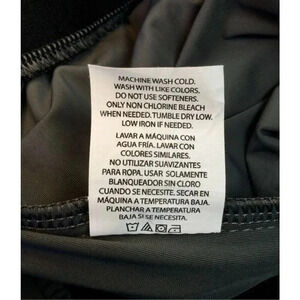 MACHINE WASH COLD.
WASH WITH LIKE COLORS.
DO NOT USE SOFTENERS.
ONLY NON CHLORINE BLEACH
WHEN NEEDED. TUMBLE DRY LOW.
LOW IRON IF NEEDED.
LAVAR A MÁQUINA CON
AGUA FRÍA. LAVAR CON
COLORES SIMILARES.
NO UTILIZAR SUAVIZANTES
PARA ROPA. USAR SOLAMENTE
BLANQUEADOR SIN CLORO
CUANDO SE NECESITE. SECAR EN
MÁQUINA A TEMPERATURA BAJA.
PLANCHAR A TEMPERATURA
BAJA SI SE NECESITA.